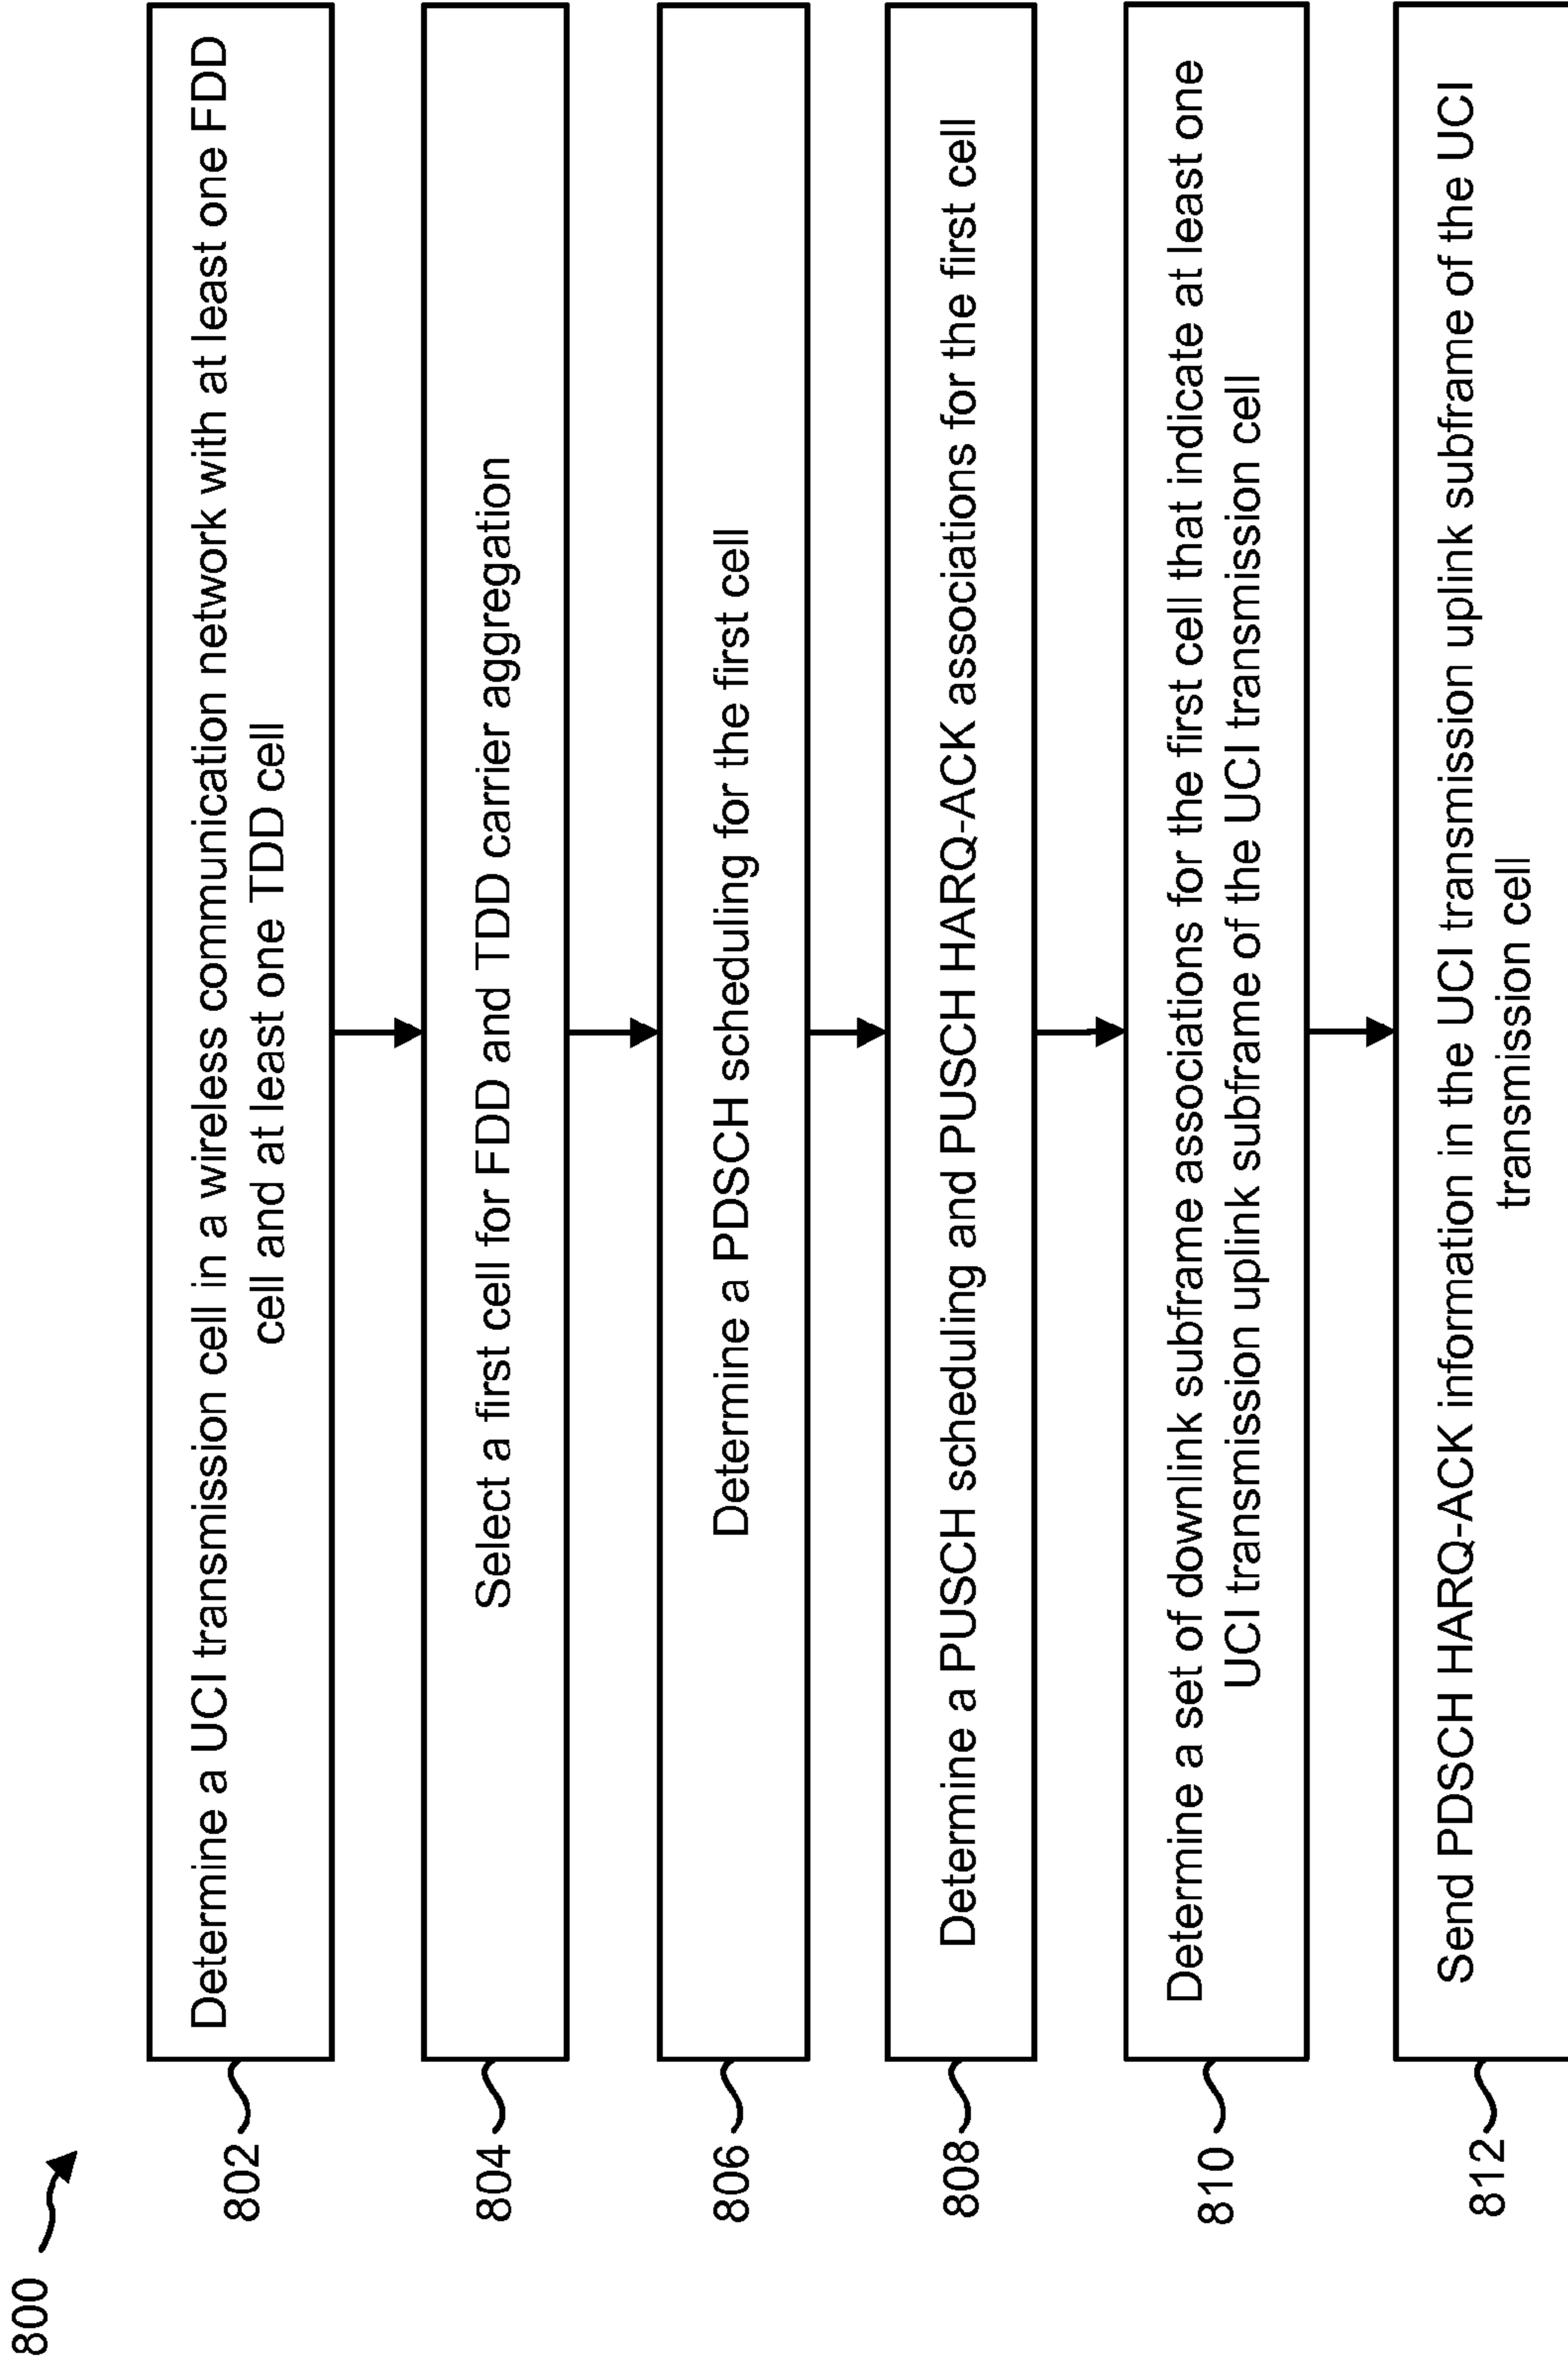 800
802
Determine a UCI transmission cell in a wireless communication network with at least one FDD
cell and at least one TDD cell
804
Select a first cell for FDD and TDD carrier aggregation
806
Determine a PDSCH scheduling for the first cell
808
Determine a PUSCH scheduling and PUSCH HARQ-ACK associations for the first cell
810
Determine a set of downlink subframe associations for the first cell that indicate at least one
UCI transmission uplink subframe of the UCI transmission cell
812
Send PDSCH HARQ-ACK information in the UCI transmission uplink subframe of the UCI
transmission cell